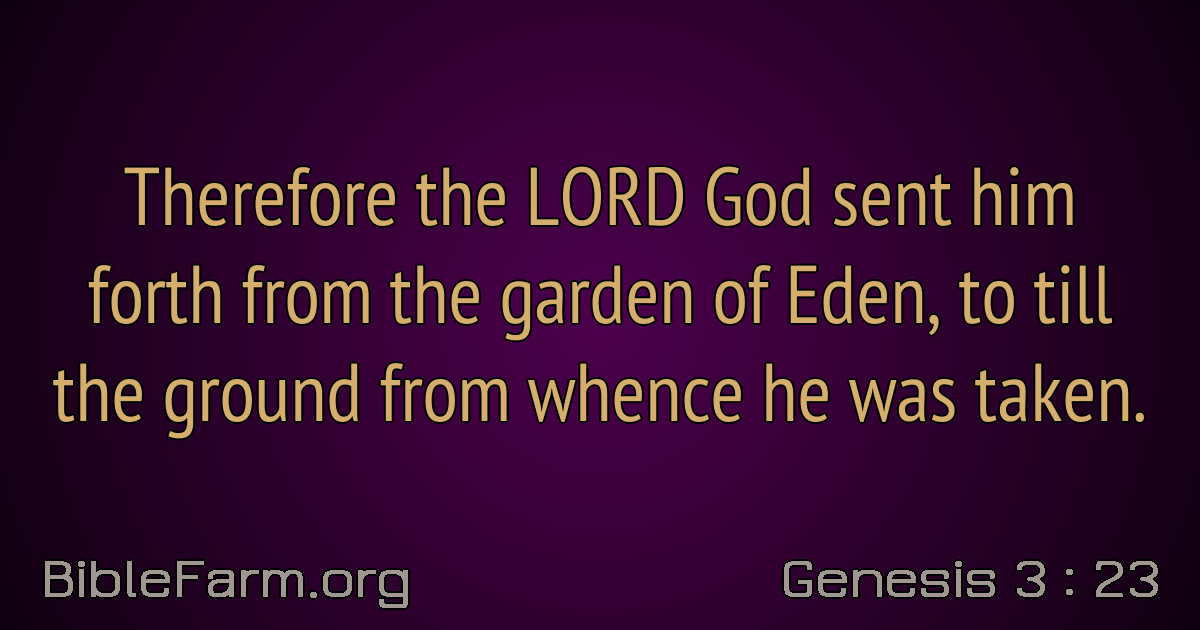 Therefore the LORD God sent him
forth from the garden of Eden, to till
the ground from whence he was taken.
BibleFarm.org
Genesis 3 : 23